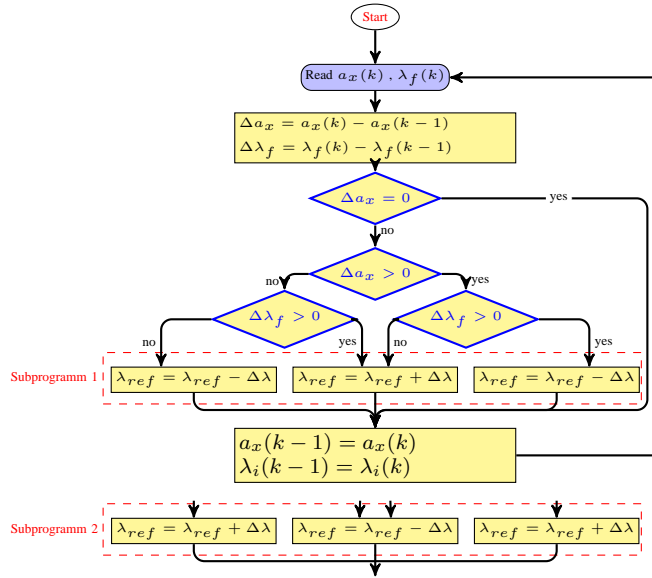 Start
Read a_x(k) , λ_f(k)
Δa_x = a_x(k) − a_x(k − 1)
Δλ_f = λ_f(k) − λ_f(k − 1)
Δa_x = 0
yes
no
Δa_x > 0
no
yes
Δλ_f > 0
Δλ_f > 0
no
yes
no
yes
Subprogramm 1
λ_ref = λ_ref − Δλ
λ_ref = λ_ref + Δλ
λ_ref = λ_ref − Δλ
a_x(k−1) = a_x(k)
λ_i(k−1) = λ_i(k)
Subprogramm 2
λ_ref = λ_ref + Δλ
λ_ref = λ_ref − Δλ
λ_ref = λ_ref + Δλ